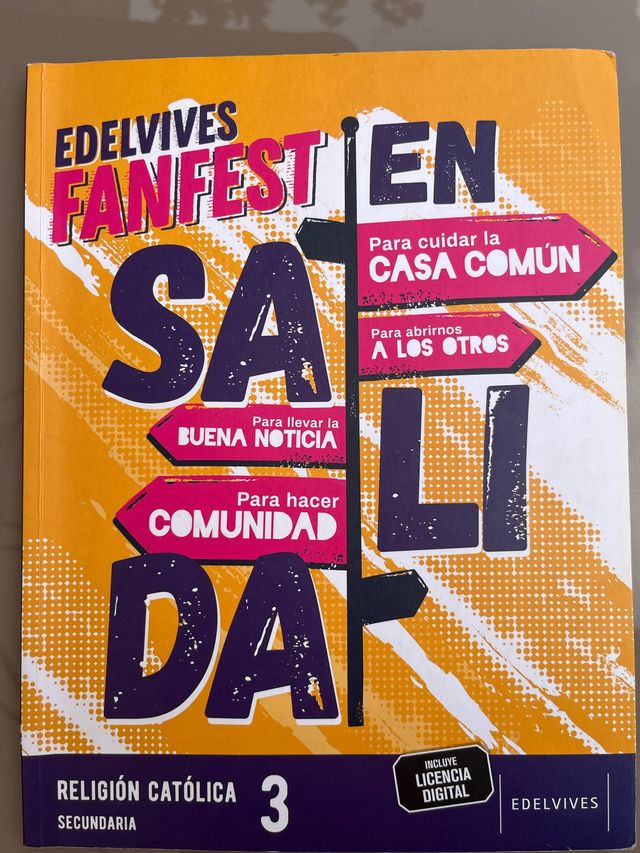 EDELVIVES
FANFEST
EN
SA
LI
DA
Para cuidar la
CASA COMÚN
Para abrirnos
A LOS OTROS
Para llevar la
BUENA NOTICIA
Para hacer
COMUNIDAD
RELIGIÓN CATÓLICA
SECUNDARIA
3
INCLUYE
LICENCIA
DIGITAL
EDELVIVES